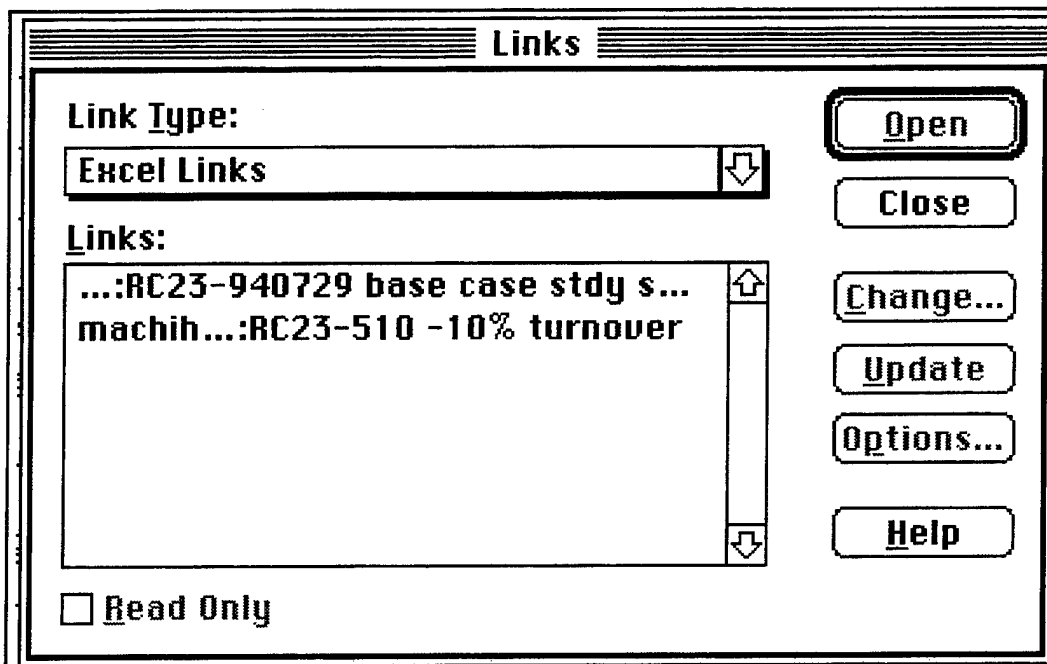 Links
Link Type:
Excel Links
Links:
...:RC23-940729 base case stdy s...
machih...:RC23-510 -10% turnover
Read Only
Open
Close
Change...
Update
Options...
Help